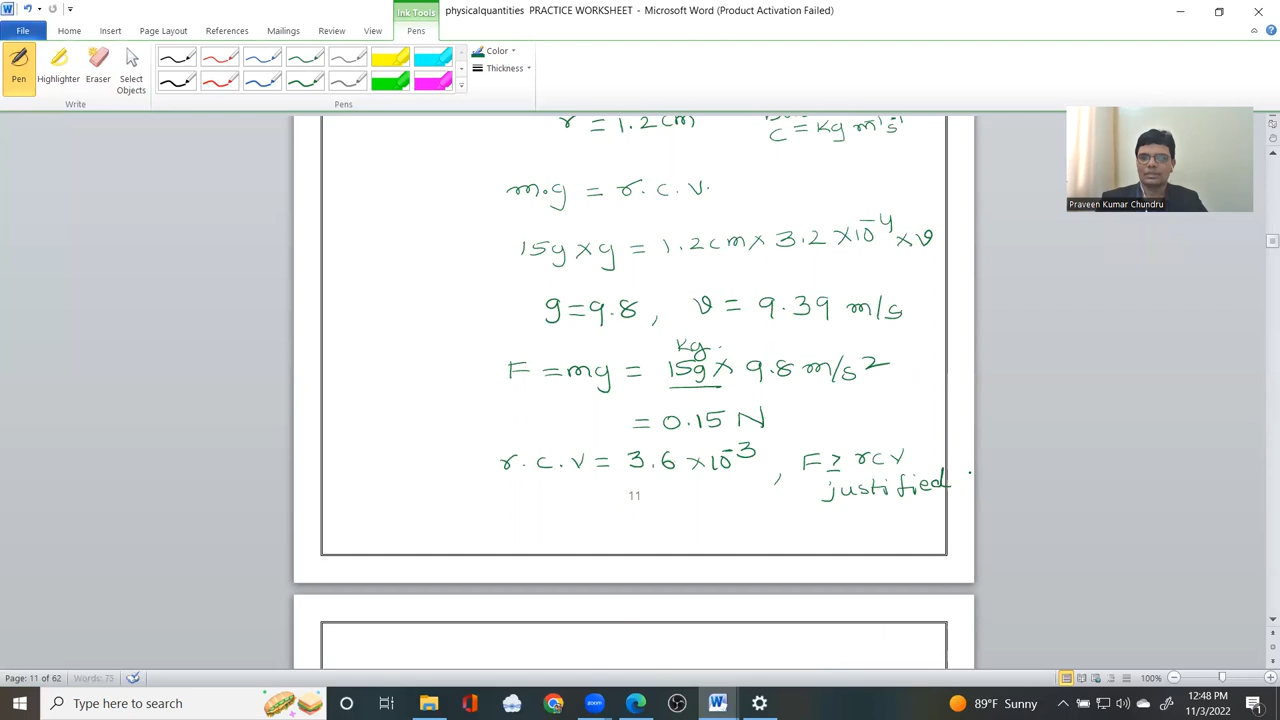 Ink Tools
physicalquantities PRACTICE WORKSHEET - Microsoft Word (Product Activation Failed)
File Home Insert Page Layout References Mailings Review View Pens
Pen Highlighter Eraser Select Objects
Color
Thickness
Write Pens
r = 1.2 cm
C = kg m⁻¹ s⁻¹
Praveen Kumar Chundru
m.g = r. c. v.
15g × g = 1.2 cm × 3.2 × 10⁻⁴ × v
g = 9.8 , v = 9.39 m/s
kg.
F = mg = 15g × 9.8 m/s²
= 0.15 N
r. c. v = 3.6 × 10⁻³ , F ≥ rcv
justified.
11
Page: 11 of 62 Words: 75 100%
Type here to search
89°F Sunny
12:48 PM
11/3/2022